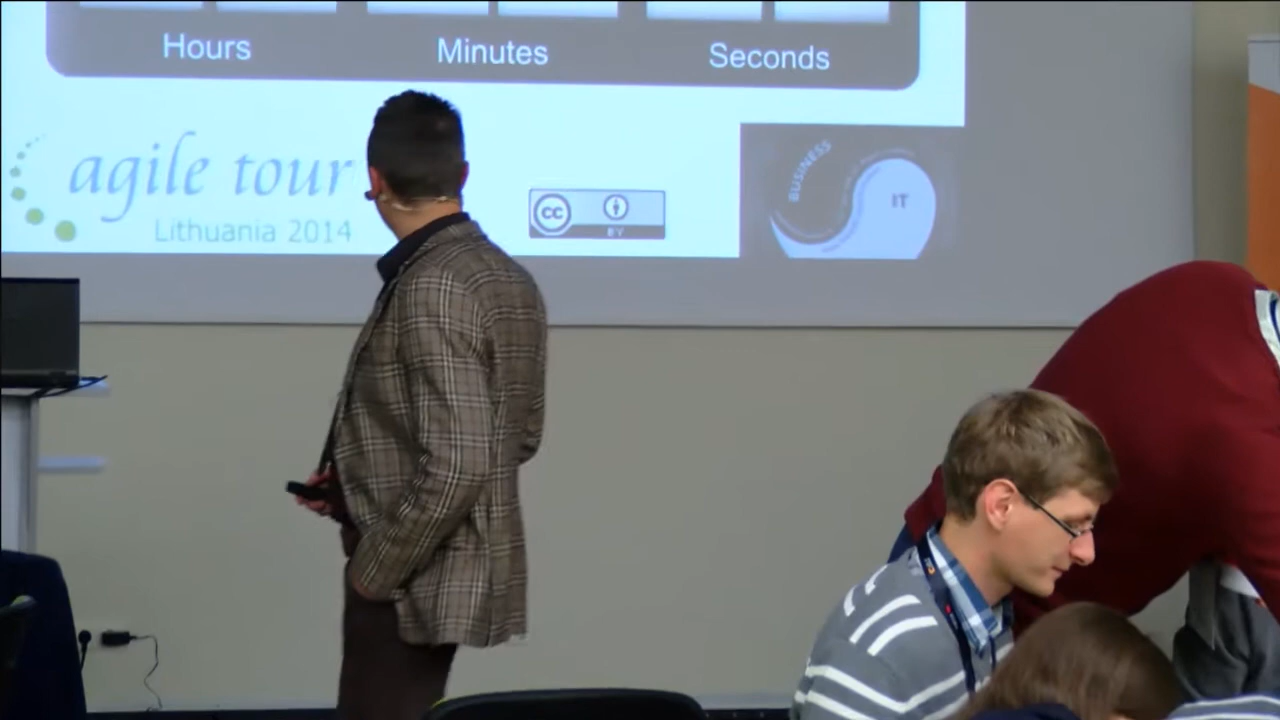 Hours Minutes Seconds
agile tour
Lithuania 2014
cc
BY
BUSINESS
IT